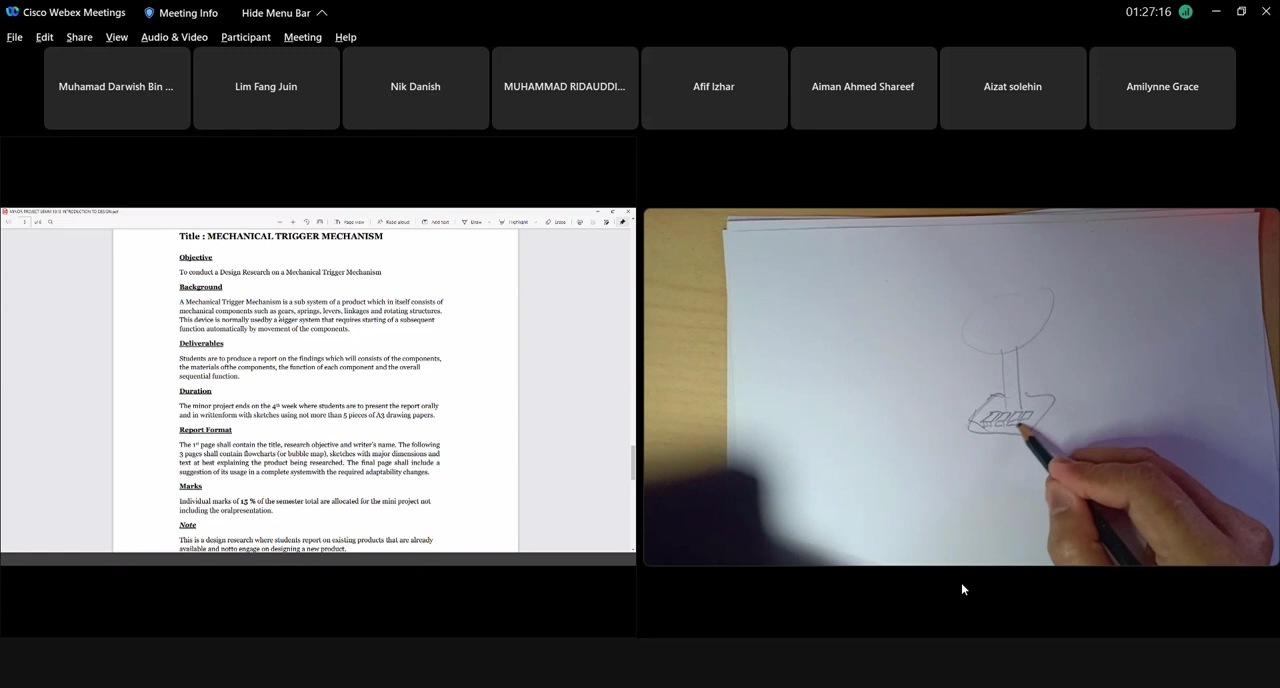 Cisco Webex Meetings
Meeting Info
Hide Menu Bar
01:27:16
File Edit Share View Audio & Video Participant Meeting Help
Muhamad Darwish Bin ...
Lim Fang Juin
Nik Danish
MUHAMMAD RIDAUDDI...
Afif Izhar
Aiman Ahmed Shareef
Aizat solehin
Amilynne Grace
Page view
Read aloud
Add text
Draw
Highlight
Erase
Title : MECHANICAL TRIGGER MECHANISM
Objective
To conduct a Design Research on a Mechanical Trigger Mechanism
Background
A Mechanical Trigger Mechanism is a sub system of a product which in itself consists of
mechanical components such as gears, springs, levers, linkages and rotating structures.
This device is normally usedby a bigger system that requires starting of a subsequent
function automatically by movement of the components.
Deliverables
Students are to produce a report on the findings which will consists of the components,
the materials ofthe components, the function of each component and the overall
sequential function.
Duration
The minor project ends on the 4th week where students are to present the report orally
and in writtenform with sketches using not more than 5 pieces of A3 drawing papers.
Report Format
The 1st page shall contain the title, research objective and writer's name. The following
3 pages shall contain flowcharts (or bubble map), sketches with major dimensions and
text at best explaining the product being researched. The final page shall include a
suggestion of its usage in a complete systemwith the required adaptability changes.
Marks
Individual marks of 15 % of the semester total are allocated for the mini project not
including the oralpresentation.
Note
This is a design research where students report on existing products that are already
available and notto engage on designing a new product.